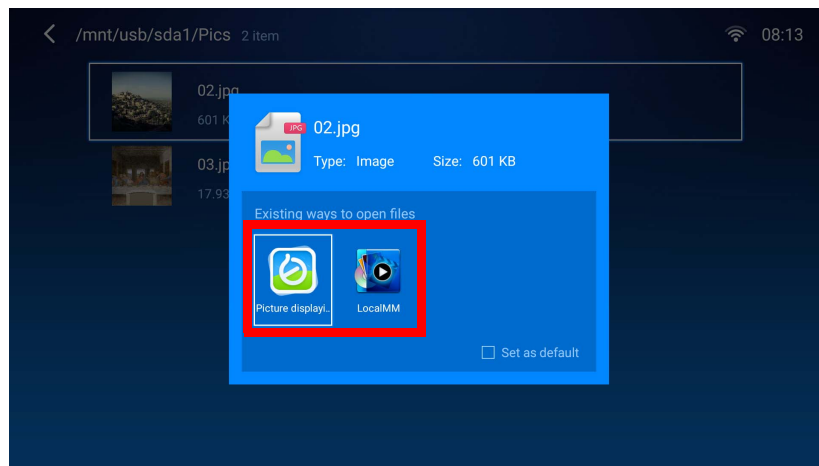 /mnt/usb/sda1/Pics 2 item
08:13
02.jpg
601 K
03.jp
17.93
JPG
02.jpg
Type: Image Size: 601 KB
Existing ways to open files
Picture displayi..
LocalMM
Set as default